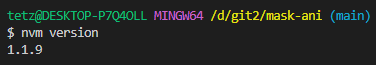 tetz@DESKTOP-P7Q4OLL MINGW64 /d/git2/mask-ani (main)
$ nvm version
1.1.9